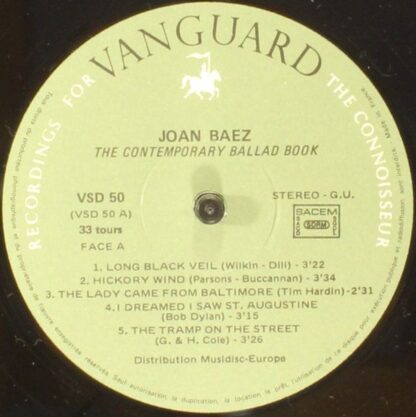 RECORDINGS FOR VANGUARD THE CONNOISSEUR
JOAN BAEZ
THE CONTEMPORARY BALLAD BOOK
VSD 50
(VSD 50 A)
33 tours
FACE A
STEREO - G.U.
SACEM
1. LONG BLACK VEIL (Wilkin - Dill) - 3'22
2. HICKORY WIND (Parsons - Buccannan) - 3'34
3. THE LADY CAME FROM BALTIMORE (Tim Hardin) -2'31
4. I DREAMED I SAW ST. AUGUSTINE
(Bob Dylan) - 3'15
5. THE TRAMP ON THE STREET
(G. & H. Cole) - 3'26
Distribution Musidisc-Europe